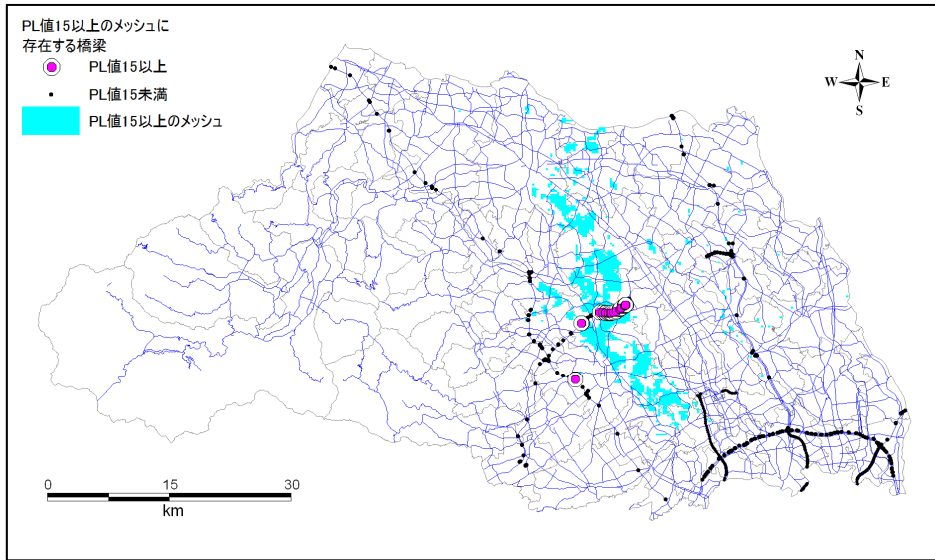 PL値15以上のメッシュに
存在する橋梁
PL値15以上
PL値15未満
PL値15以上のメッシュ
N
W E
S
0 15 30
km